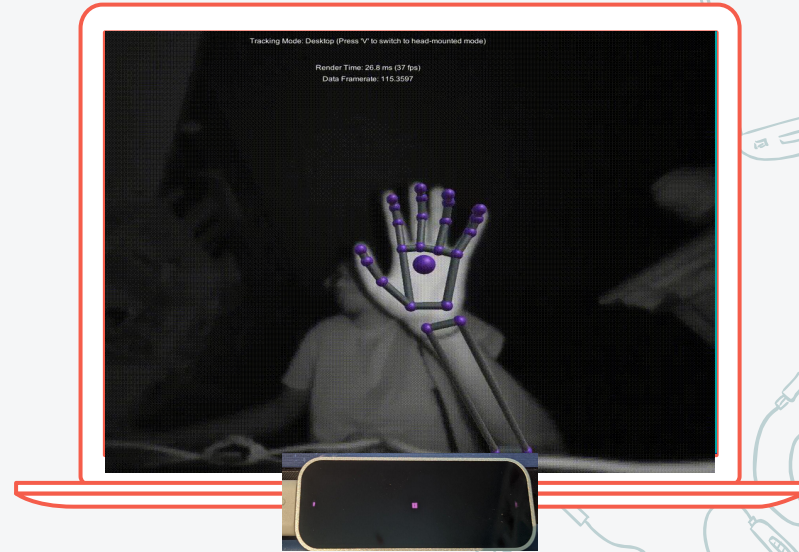 Tracking Mode: Desktop (Press 'V' to switch to head-mounted mode)
Render Time: 26.8 ms (37 fps)
Data Framerate: 115.3597